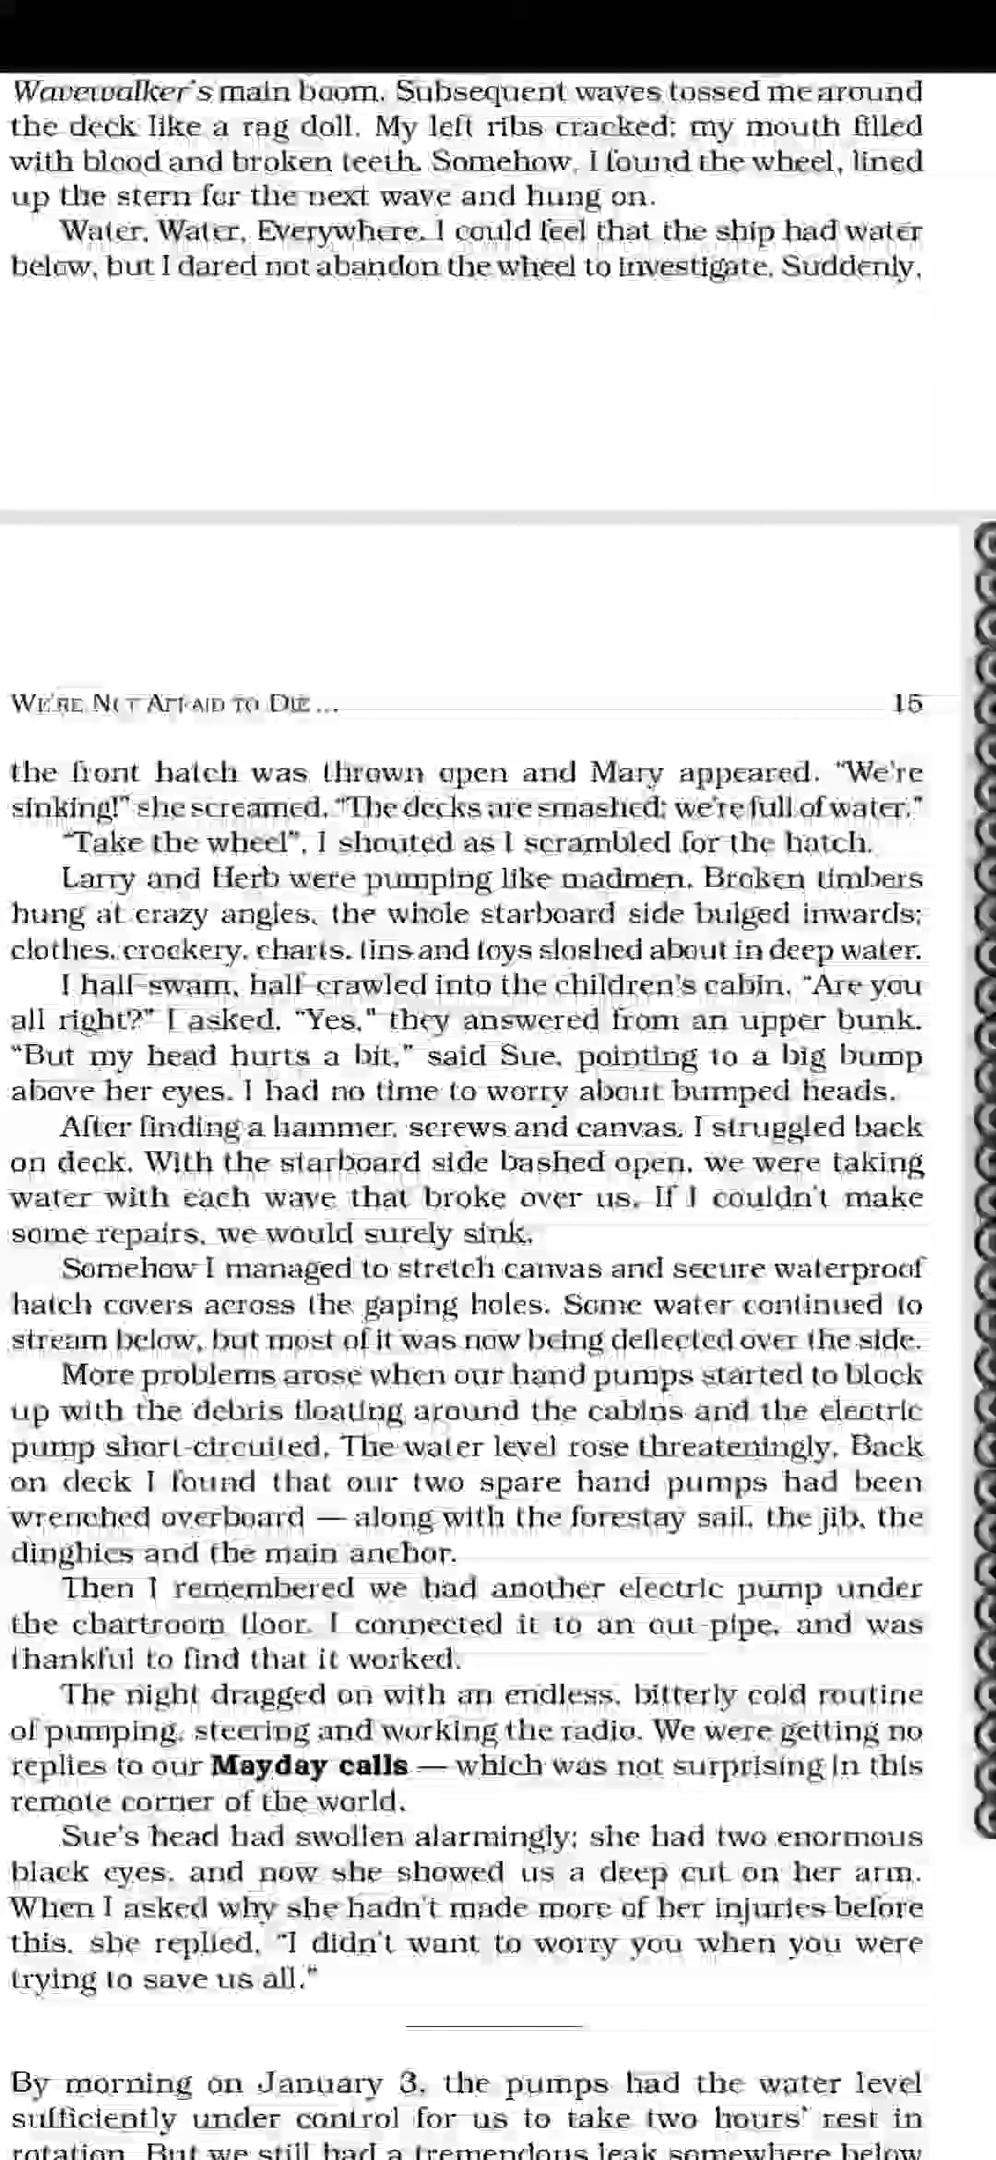 Wavewalker's main boom. Subsequent waves tossed me around
the deck like a rag doll. My left ribs cracked; my mouth filled
with blood and broken teeth. Somehow, I found the wheel, lined
up the stern for the next wave and hung on.
Water, Water, Everywhere. I could feel that the ship had water
below, but I dared not abandon the wheel to investigate. Suddenly,
WE'RE NOT AFRAID TO DIE... 15
the front hatch was thrown open and Mary appeared. "We're
sinking!" she screamed. "The decks are smashed; we're full of water."
"Take the wheel", I shouted as I scrambled for the hatch.
Larry and Herb were pumping like madmen. Broken timbers
hung at crazy angles, the whole starboard side bulged inwards;
clothes, crockery, charts, tins and toys sloshed about in deep water.
I half-swam, half-crawled into the children's cabin. "Are you
all right?" I asked. "Yes," they answered from an upper bunk.
"But my head hurts a bit," said Sue, pointing to a big bump
above her eyes. I had no time to worry about bumped heads.
After finding a hammer, screws and canvas, I struggled back
on deck. With the starboard side bashed open, we were taking
water with each wave that broke over us. If I couldn't make
some repairs, we would surely sink.
Somehow I managed to stretch canvas and secure waterproof
hatch covers across the gaping holes. Some water continued to
stream below, but most of it was now being deflected over the side.
More problems arose when our hand pumps started to block
up with the debris floating around the cabins and the electric
pump short-circuited. The water level rose threateningly. Back
on deck I found that our two spare hand pumps had been
wrenched overboard — along with the forestay sail, the jib, the
dinghies and the main anchor.
Then I remembered we had another electric pump under
the chartroom floor. I connected it to an out-pipe, and was
thankful to find that it worked.
The night dragged on with an endless, bitterly cold routine
of pumping, steering and working the radio. We were getting no
replies to our Mayday calls — which was not surprising in this
remote corner of the world.
Sue's head had swollen alarmingly; she had two enormous
black eyes, and now she showed us a deep cut on her arm.
When I asked why she hadn't made more of her injuries before
this, she replied, "I didn't want to worry you when you were
trying to save us all."
By morning on January 3, the pumps had the water level
sufficiently under control for us to take two hours' rest in
rotation. But we still had a tremendous leak somewhere below